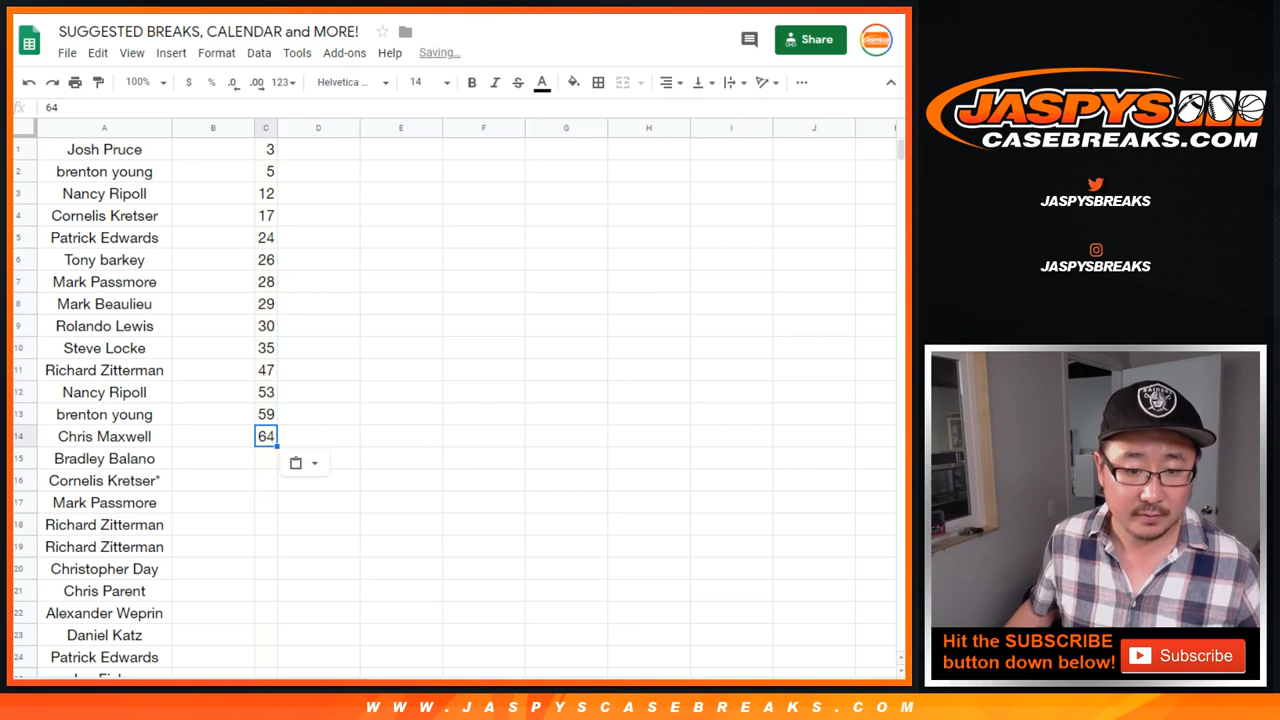 SUGGESTED BREAKS, CALENDAR and MORE!
File Edit View Insert Format Data Tools Add-ons Help Saving...
Share
100% $ % .0 .00 123 Helvetica ... 14 B I S A
fx 64
A B C D E F G H I J
1 Josh Pruce 3
2 brenton young 5
3 Nancy Ripoll 12
4 Cornelis Kretser 17
5 Patrick Edwards 24
6 Tony barkey 26
7 Mark Passmore 28
8 Mark Beaulieu 29
9 Rolando Lewis 30
10 Steve Locke 35
11 Richard Zitterman 47
12 Nancy Ripoll 53
13 brenton young 59
14 Chris Maxwell 64
15 Bradley Balano
16 Cornelis Kretser*
17 Mark Passmore
18 Richard Zitterman
19 Richard Zitterman
20 Christopher Day
21 Chris Parent
22 Alexander Weprin
23 Daniel Katz
24 Patrick Edwards
JASPYS
CASEBREAKS.COM
JASPYSBREAKS
JASPYSBREAKS
RAIDERS
Hit the SUBSCRIBE
button down below!
Subscribe
WWW.JASPYSCASEBREAKS.COM